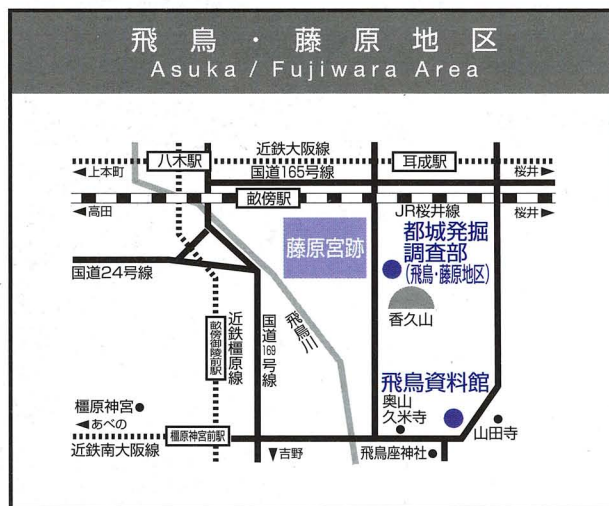 飛鳥・藤原地区
Asuka / Fujiwara Area
近鉄大阪線
八木駅
耳成駅
◀上本町
国道165号線
桜井▶
畝傍駅
◀高田
JR桜井線
桜井▶
藤原宮跡
都城発掘
調査部
(飛鳥・藤原地区)
国道24号線
香久山
畝傍御陵前駅
近鉄橿原線
国道169号線
飛鳥川
飛鳥資料館
橿原神宮
◀あべの
奥山
久米寺
山田寺
橿原神宮前駅
近鉄南大阪線
▼吉野
飛鳥座神社